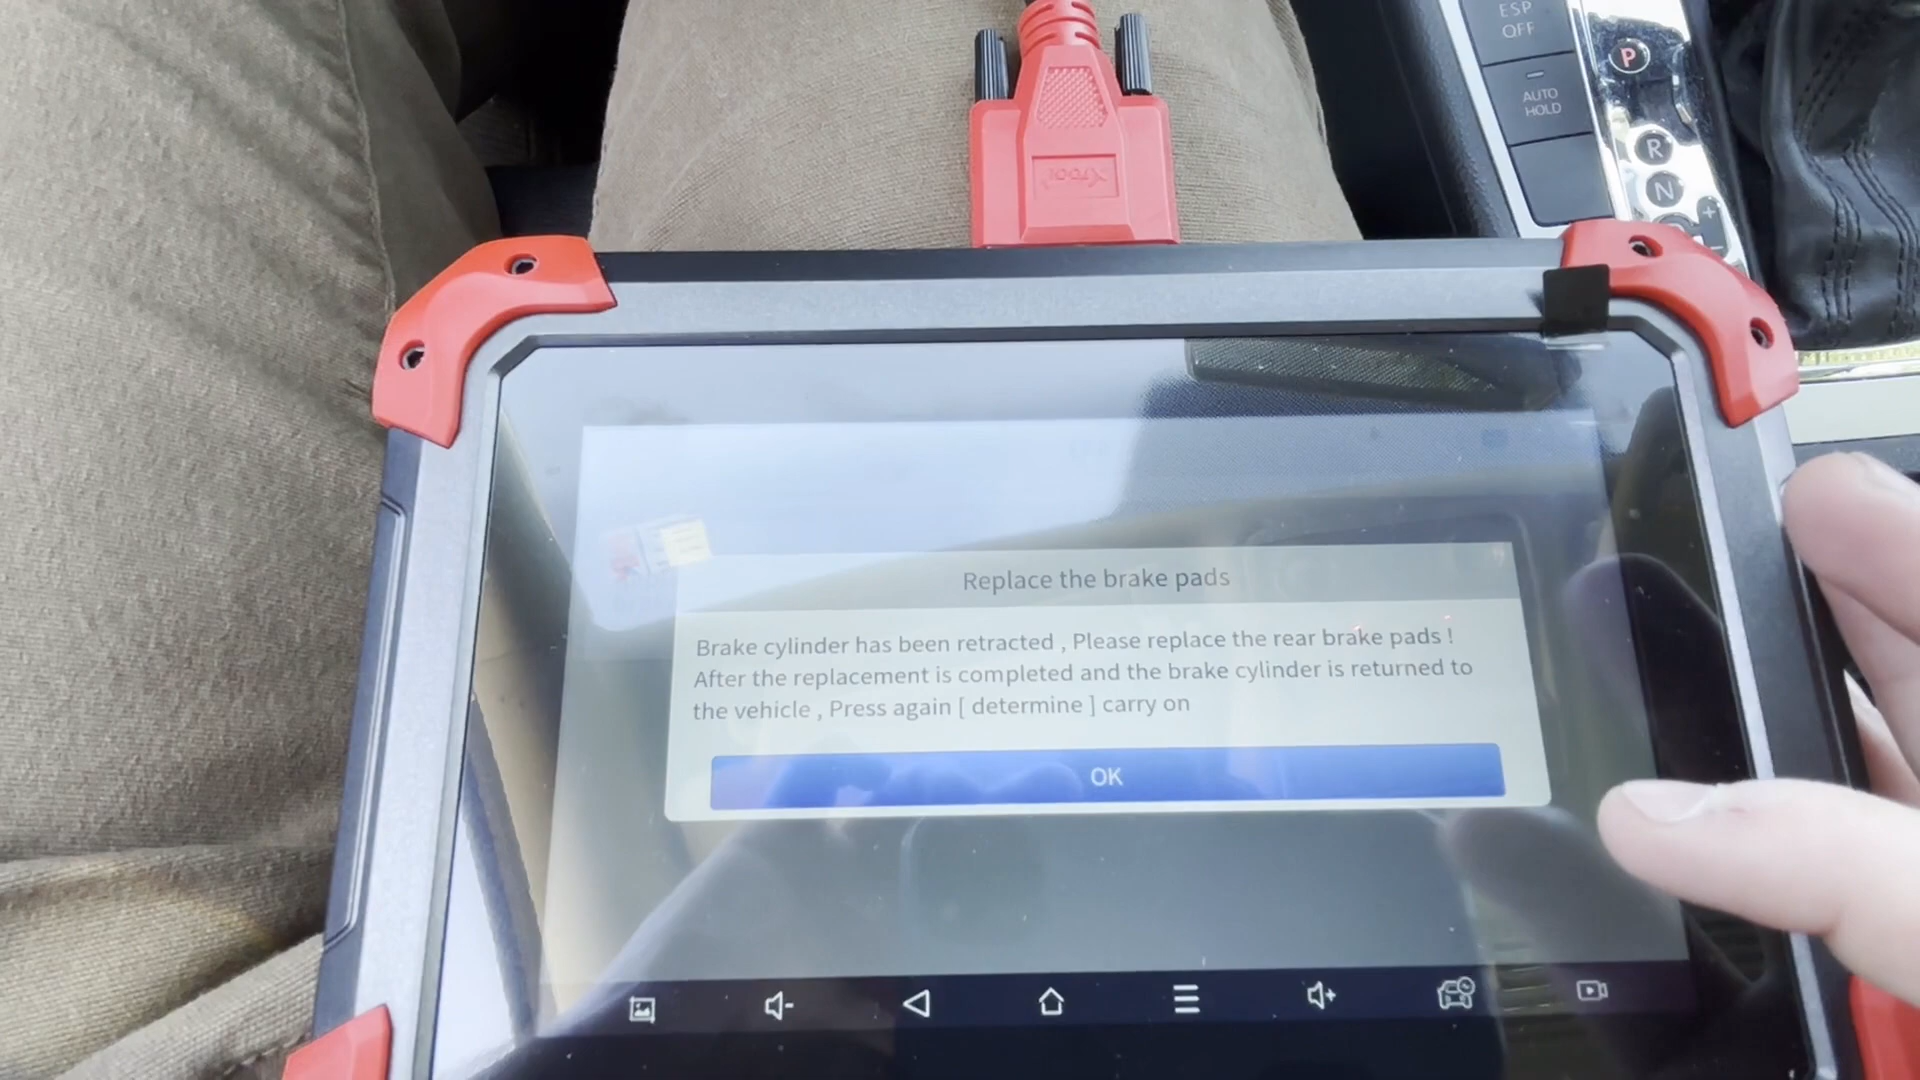 ESP
OFF
P
AUTO
HOLD
R
N
+
-
XTOOL
Replace the brake pads
Brake cylinder has been retracted , Please replace the rear brake pads !
After the replacement is completed and the brake cylinder is returned to
the vehicle , Press again [ determine ] carry on
OK